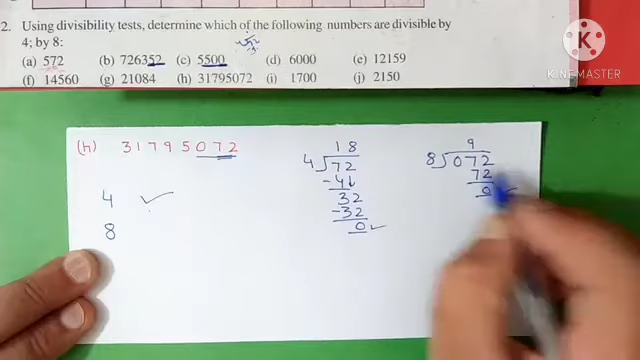 2. Using divisibility tests, determine which of the following numbers are divisible by
4; by 8:
(a) 572 (b) 726352 (c) 5500 (d) 6000 (e) 12159
(f) 14560 (g) 21084 (h) 31795072 (i) 1700 (j) 2150
KINEMASTER
(h) 31795072
4 ✓
8
18
4 72
-4↓
32
-32
0 ✓
9
8 072
72
0 ✓